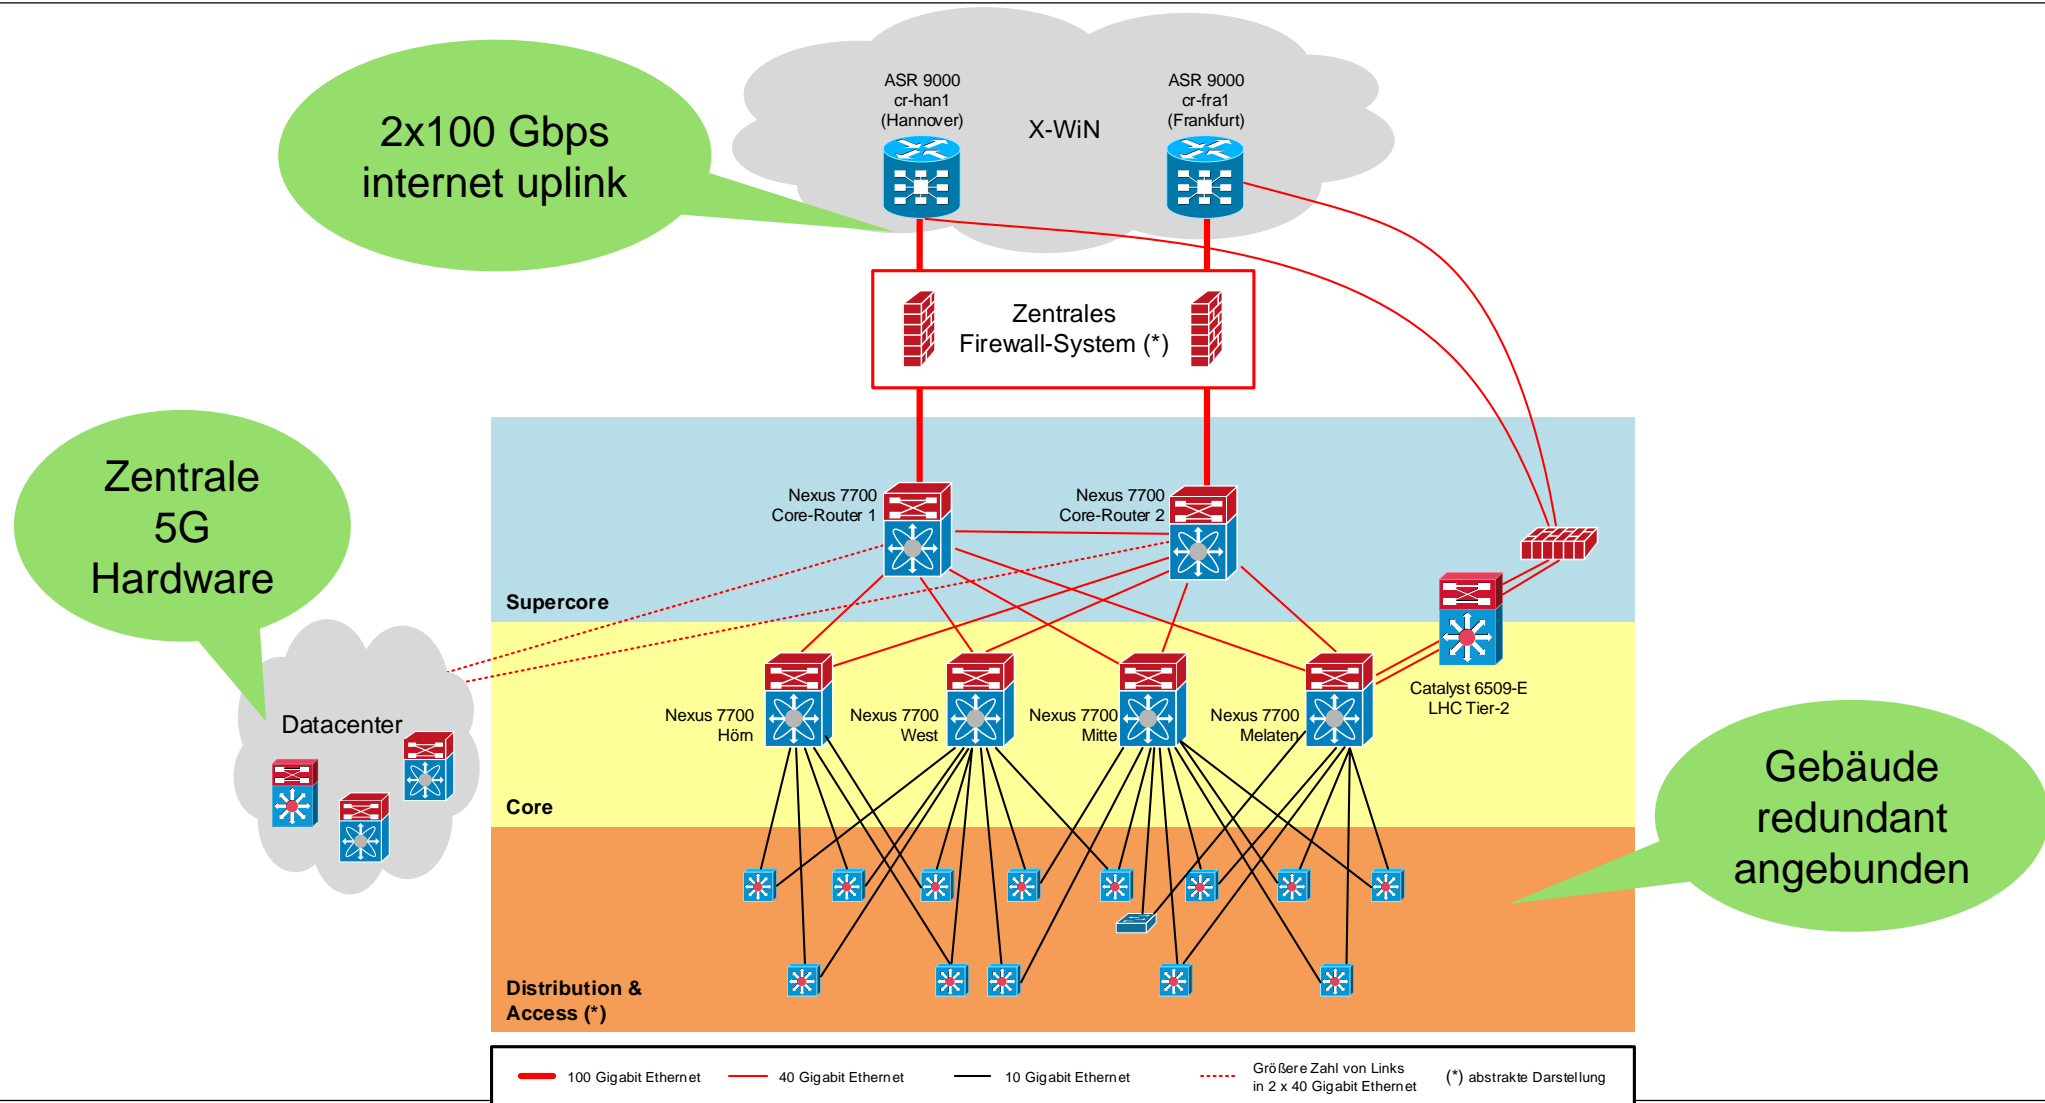 2x100 Gbps
internet uplink
ASR 9000
cr-han1
(Hannover)
X-WiN
ASR 9000
cr-fra1
(Frankfurt)
Zentrales
Firewall-System (*)
Zentrale
5G
Hardware
Nexus 7700
Core-Router 1
Nexus 7700
Core-Router 2
Supercore
Datacenter
Nexus 7700
Hörn
Nexus 7700
West
Nexus 7700
Mitte
Nexus 7700
Melaten
Catalyst 6509-E
LHC Tier-2
Core
Gebäude
redundant
angebunden
Distribution &
Access (*)
100 Gigabit Ethernet
40 Gigabit Ethernet
10 Gigabit Ethernet
Größere Zahl von Links
in 2 x 40 Gigabit Ethernet
(*) abstrakte Darstellung